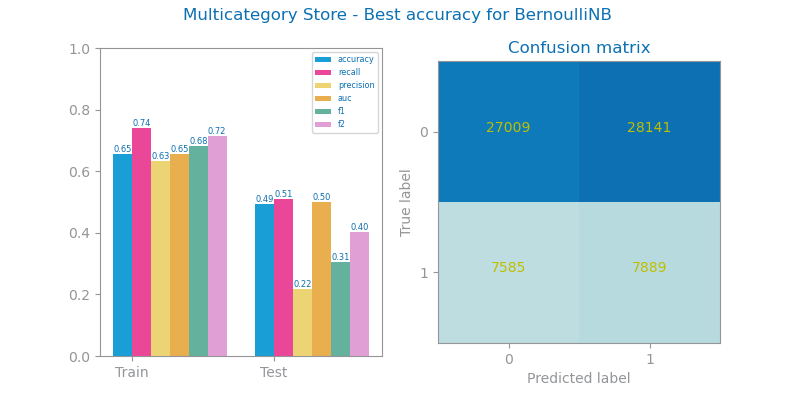 Multicategory Store - Best accuracy for BernoulliNB
1.0
0.8
0.6
0.4
0.2
0.0
0.65
0.74
0.63
0.65
0.68
0.72
0.49
0.51
0.22
0.50
0.31
0.40
accuracy
recall
precision
auc
f1
f2
Train
Test
Confusion matrix
True label
0
1
27009
28141
7585
7889
0
1
Predicted label